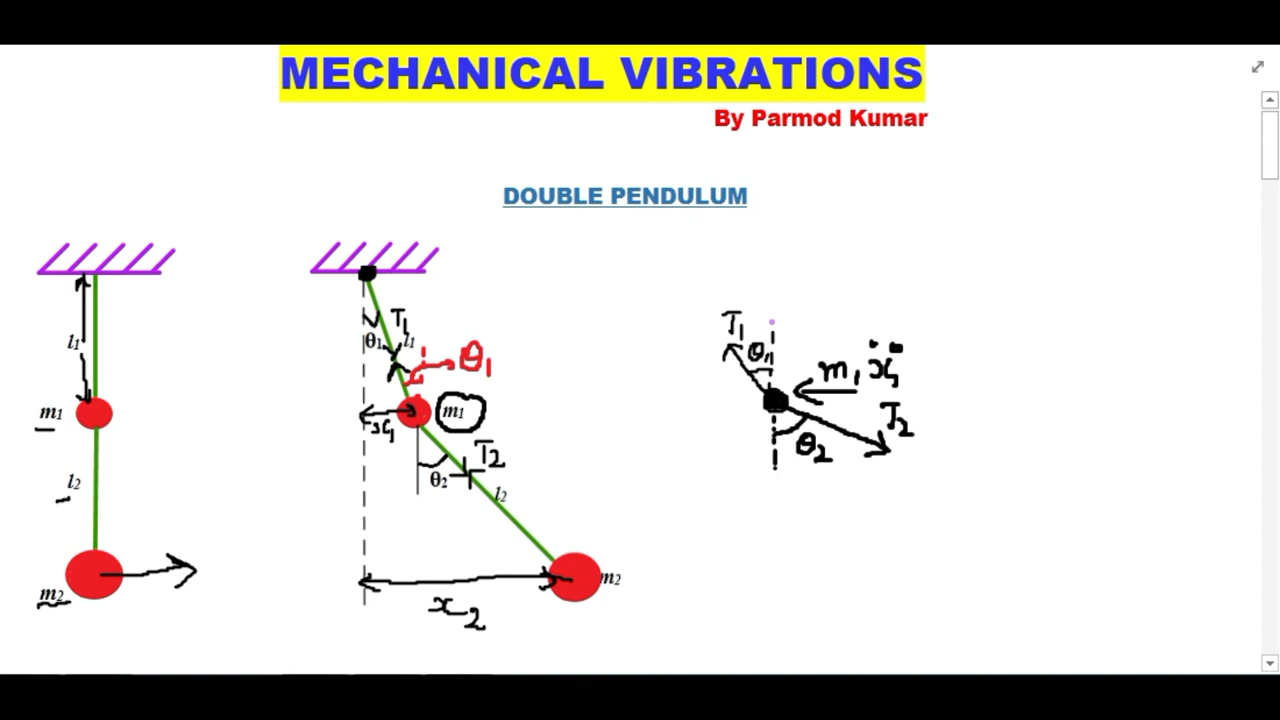 MECHANICAL VIBRATIONS
By Parmod Kumar
DOUBLE PENDULUM
l₁
m₁
l₂
m₂
θ₁
T₁
l₁
θ₁
m₁
x₁
T₂
θ₂
l₂
m₂
x₂
T₁
θ₁
m₁ẍ₁
T₂
θ₂